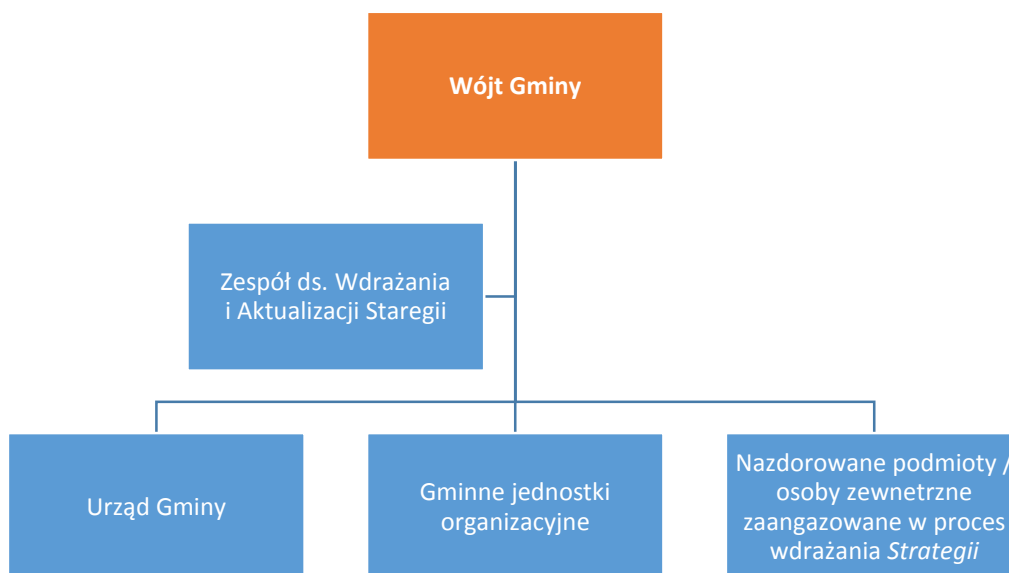 Wójt Gminy
Zespół ds. Wdrażania
i Aktualizacji Staregii
Urząd Gminy
Gminne jednostki
organizacyjne
Nazdorowane podmioty /
osoby zewnetrzne
zaangazowane w proces
wdrażania Strategii